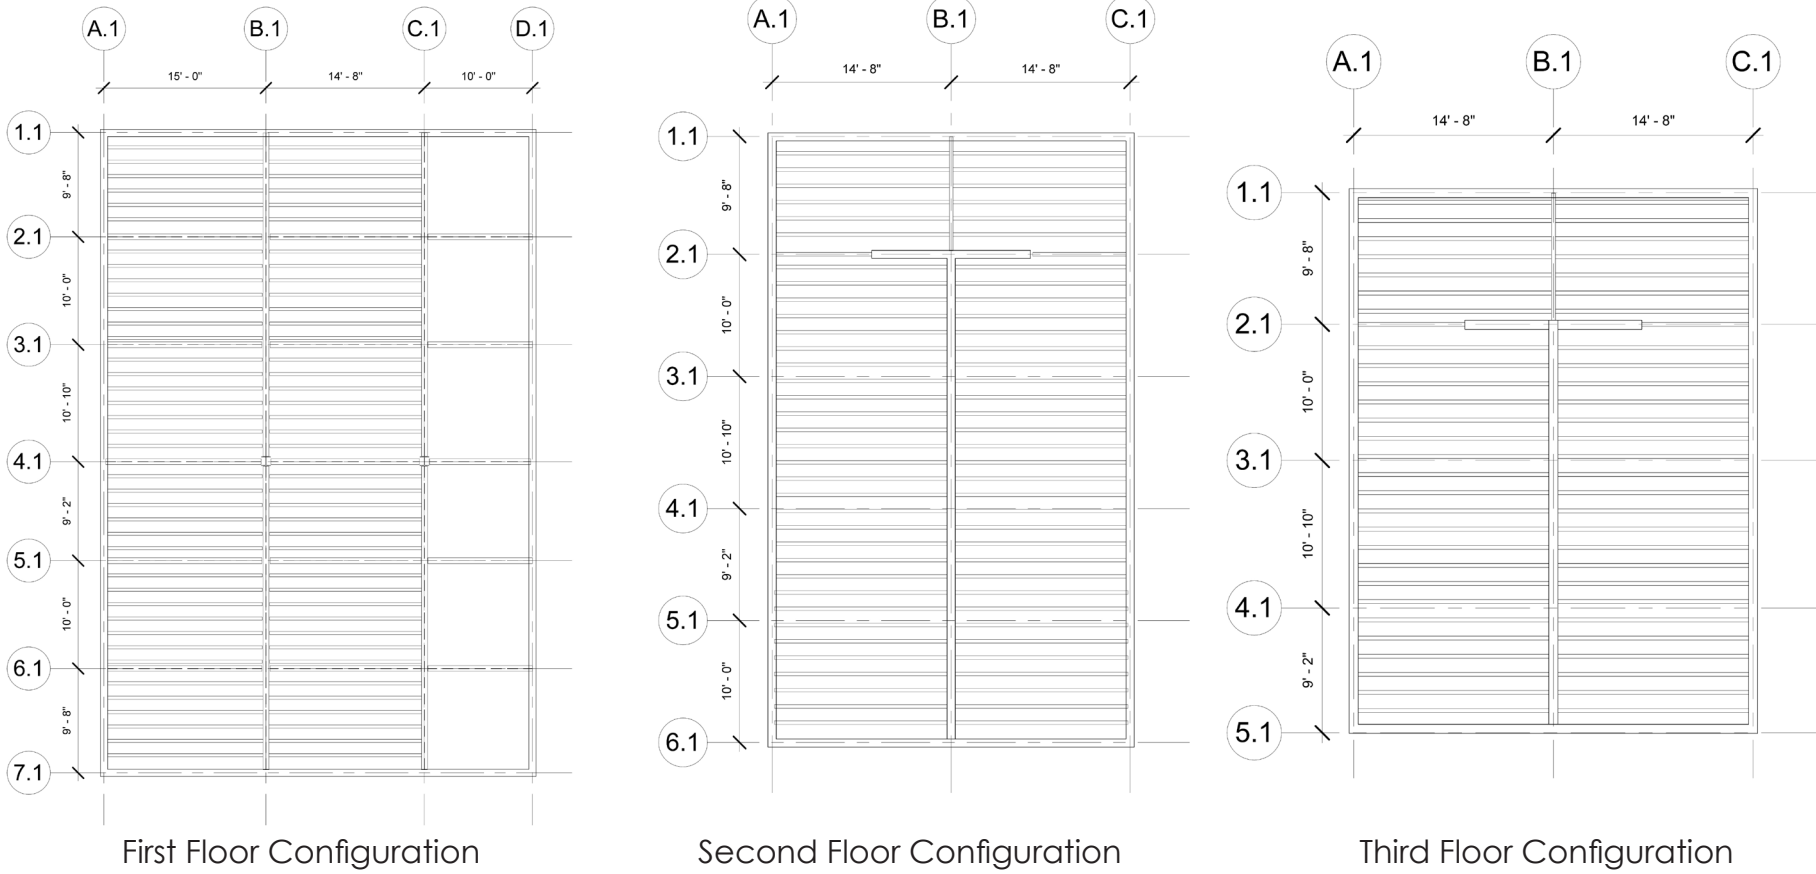 A.1 B.1 C.1 D.1
15' - 0" 14' - 8" 10' - 0"
1.1
9' - 8"
2.1
10' - 0"
3.1
10' - 10"
4.1
9' - 2"
5.1
10' - 0"
6.1
9' - 8"
7.1
First Floor Configuration
A.1 B.1 C.1
14' - 8" 14' - 8"
1.1
9' - 8"
2.1
10' - 0"
3.1
10' - 10"
4.1
9' - 2"
5.1
10' - 0"
6.1
Second Floor Configuration
A.1 B.1 C.1
14' - 8" 14' - 8"
1.1
9' - 8"
2.1
10' - 0"
3.1
10' - 10"
4.1
9' - 2"
5.1
Third Floor Configuration